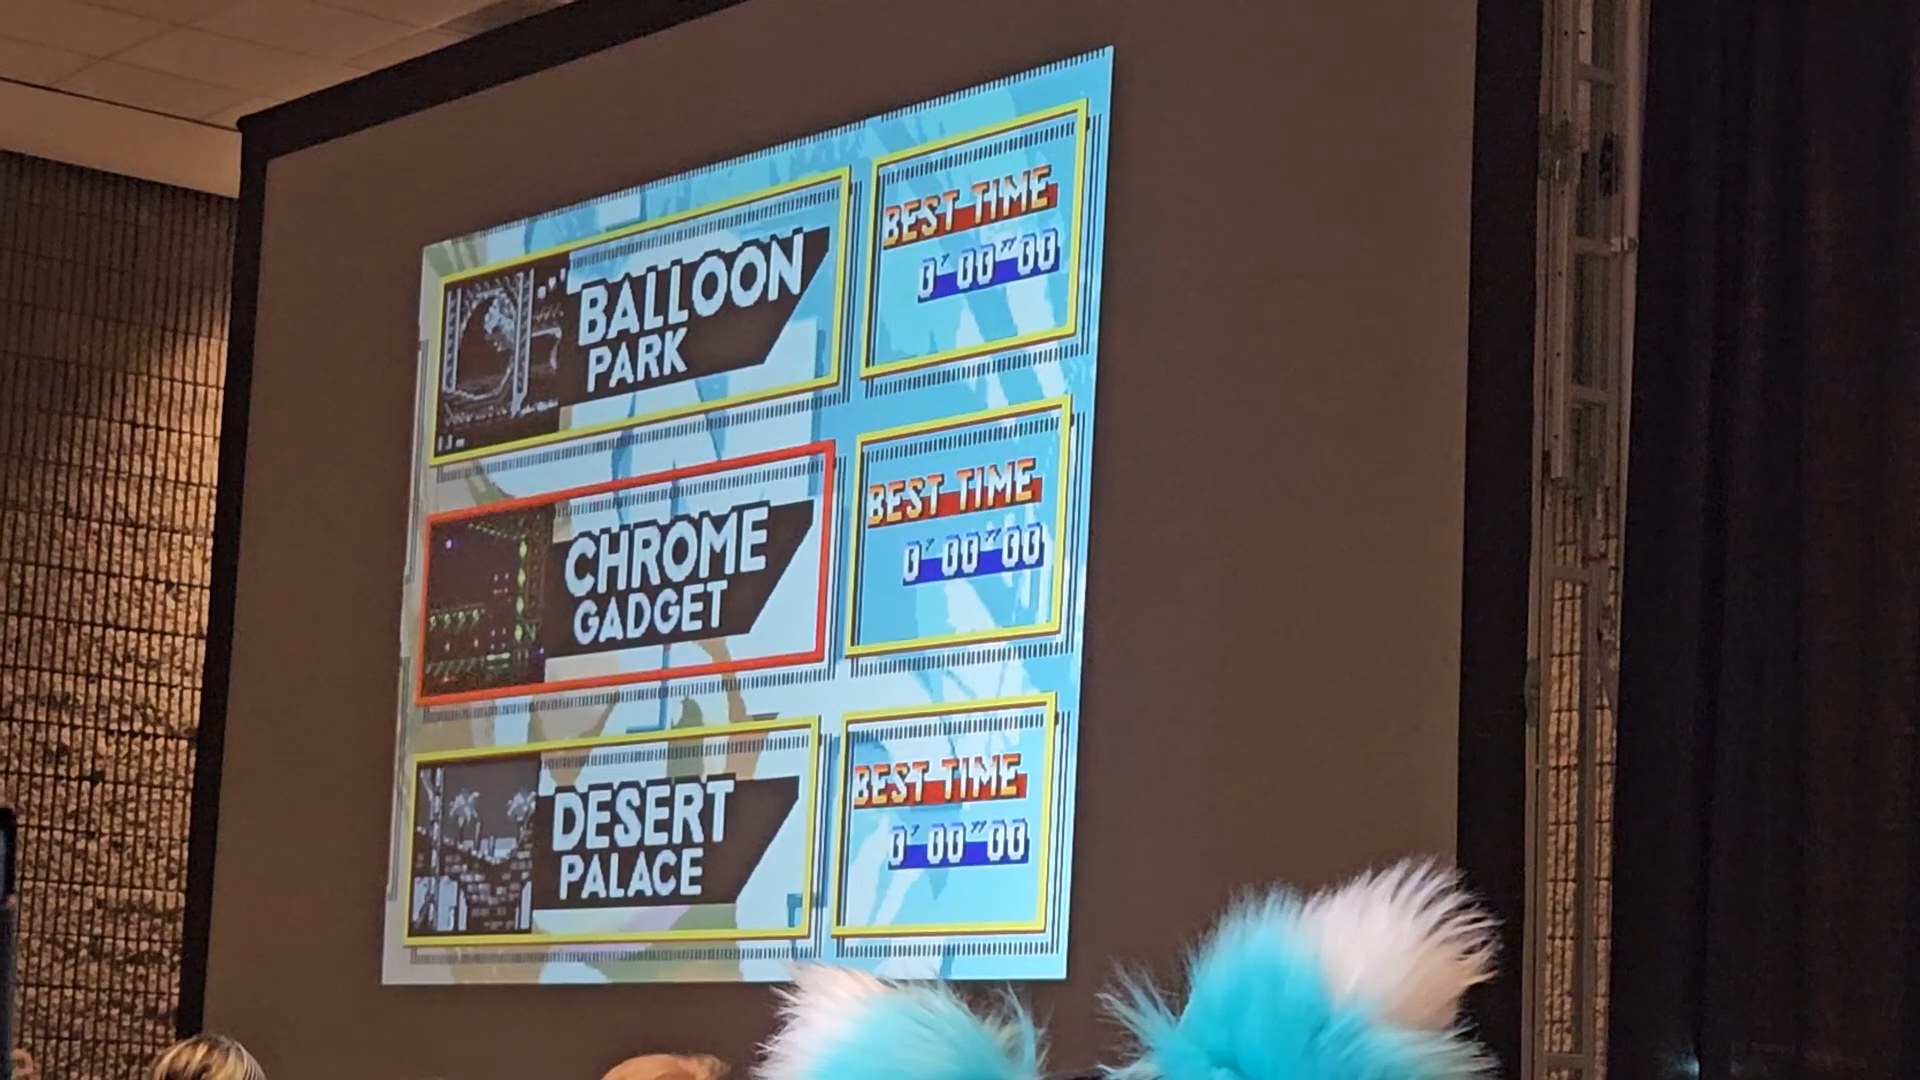 BALLOON
PARK
BEST TIME
0'00"00
CHROME
GADGET
BEST TIME
0'00"00
DESERT
PALACE
BEST TIME
0'00"00